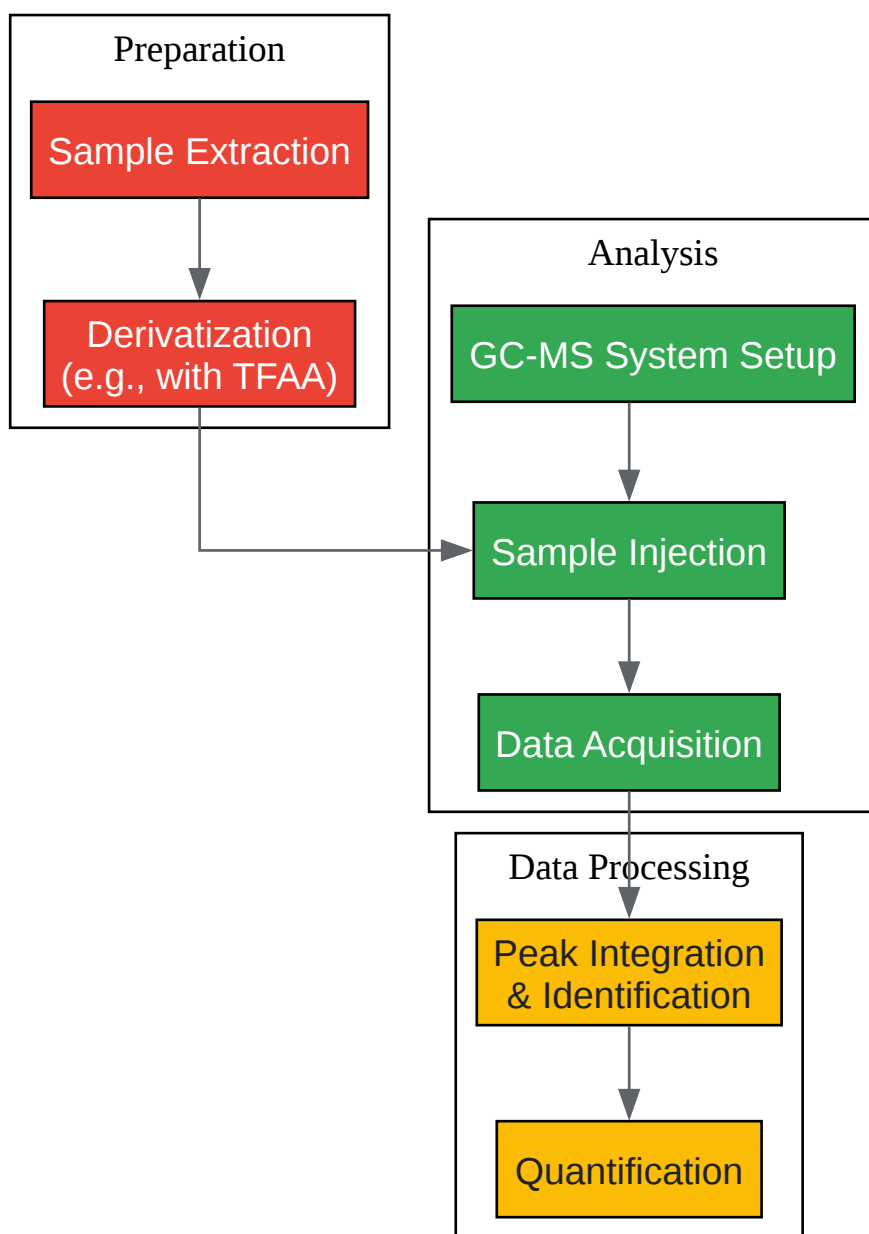 Preparation
Sample Extraction
Derivatization
(e.g., with TFAA)
Analysis
GC-MS System Setup
Sample Injection
Data Acquisition
Data Processing
Peak Integration
& Identification
Quantification